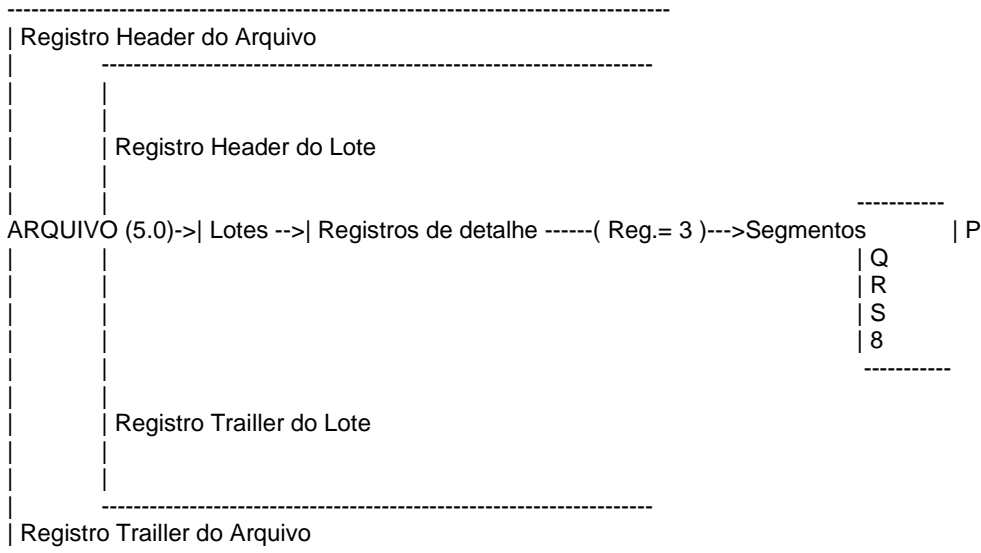 -----------------------------------------------------------------------------------
| Registro Header do Arquivo
| ---------------------------------------------------------------------
| |
| |
| | Registro Header do Lote
| |
| | -----------
ARQUIVO (5.0)->| Lotes -->| Registros de detalhe ------( Reg.= 3 )--->Segmentos | P
| | | Q
| | | R
| | | S
| | | 8
| | -----------
| |
| | Registro Trailler do Lote
| |
| |
| ---------------------------------------------------------------------
| Registro Trailler do Arquivo